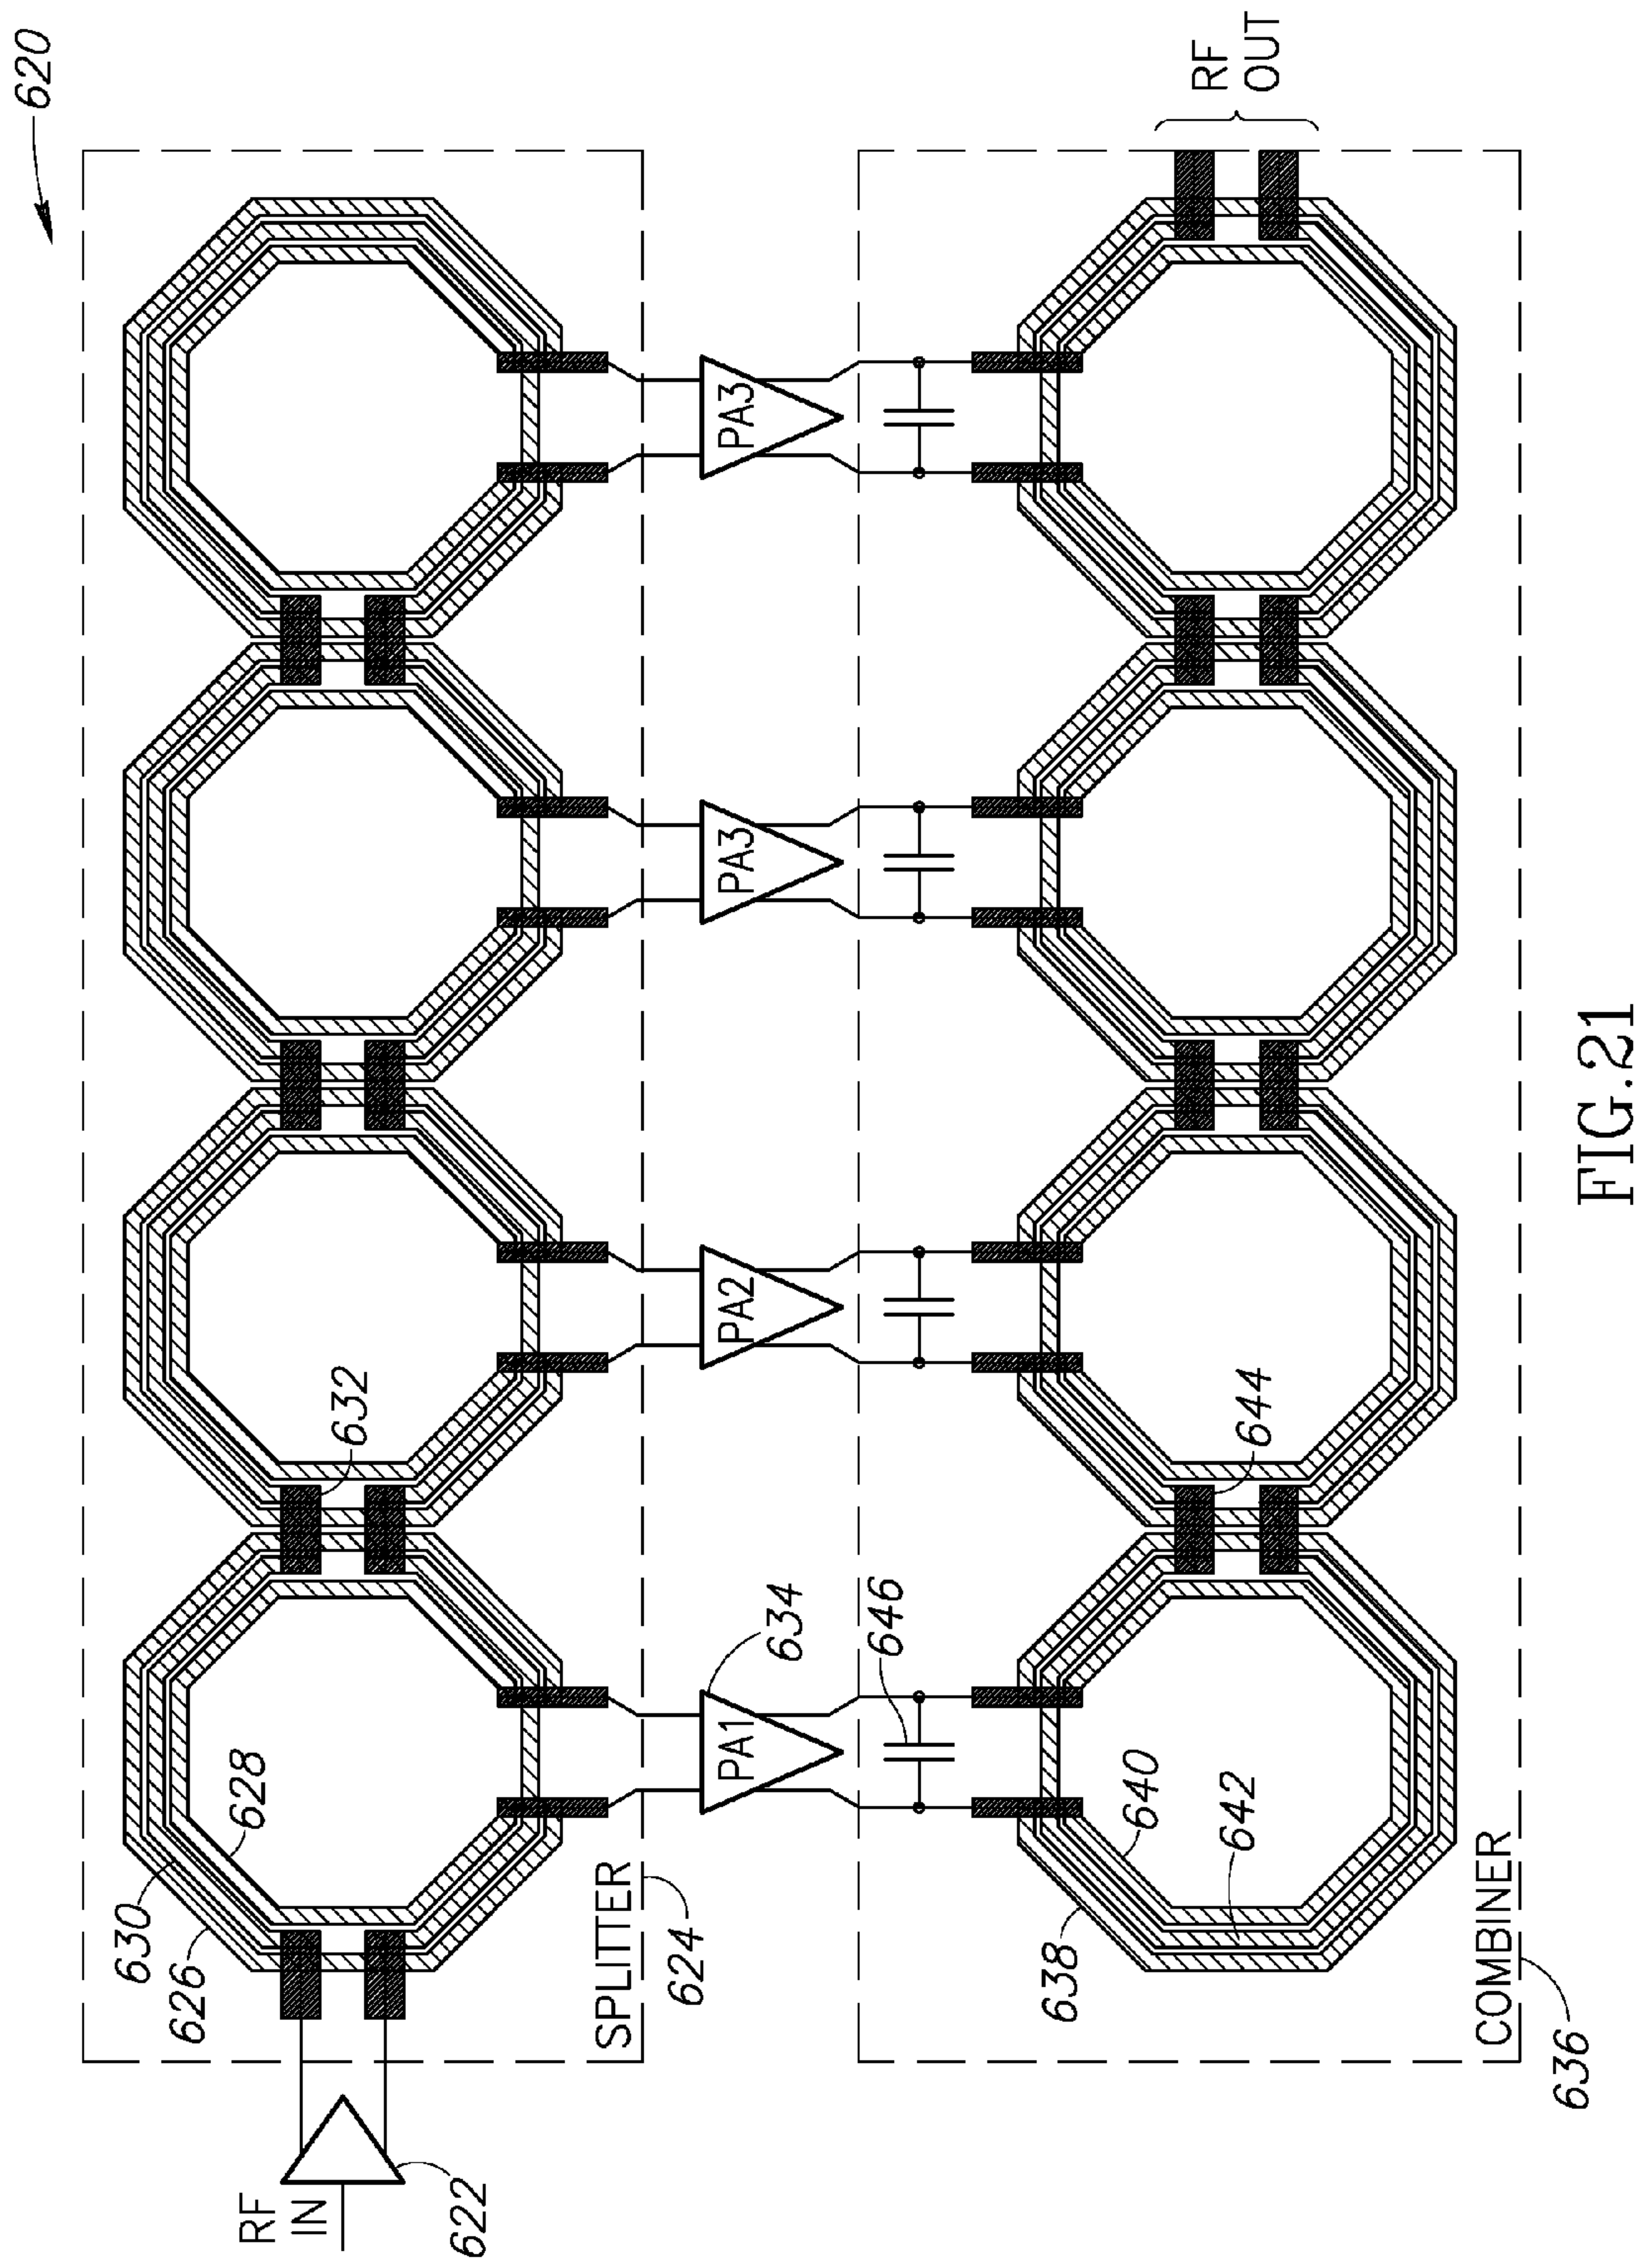 620
RF
OUT
PA3
PA3
632
PA2
644
634
646
628
PA1
640
630
642
626
SPLITTER
624
638
COMBINER
636
RF
IN
622
FIG.21